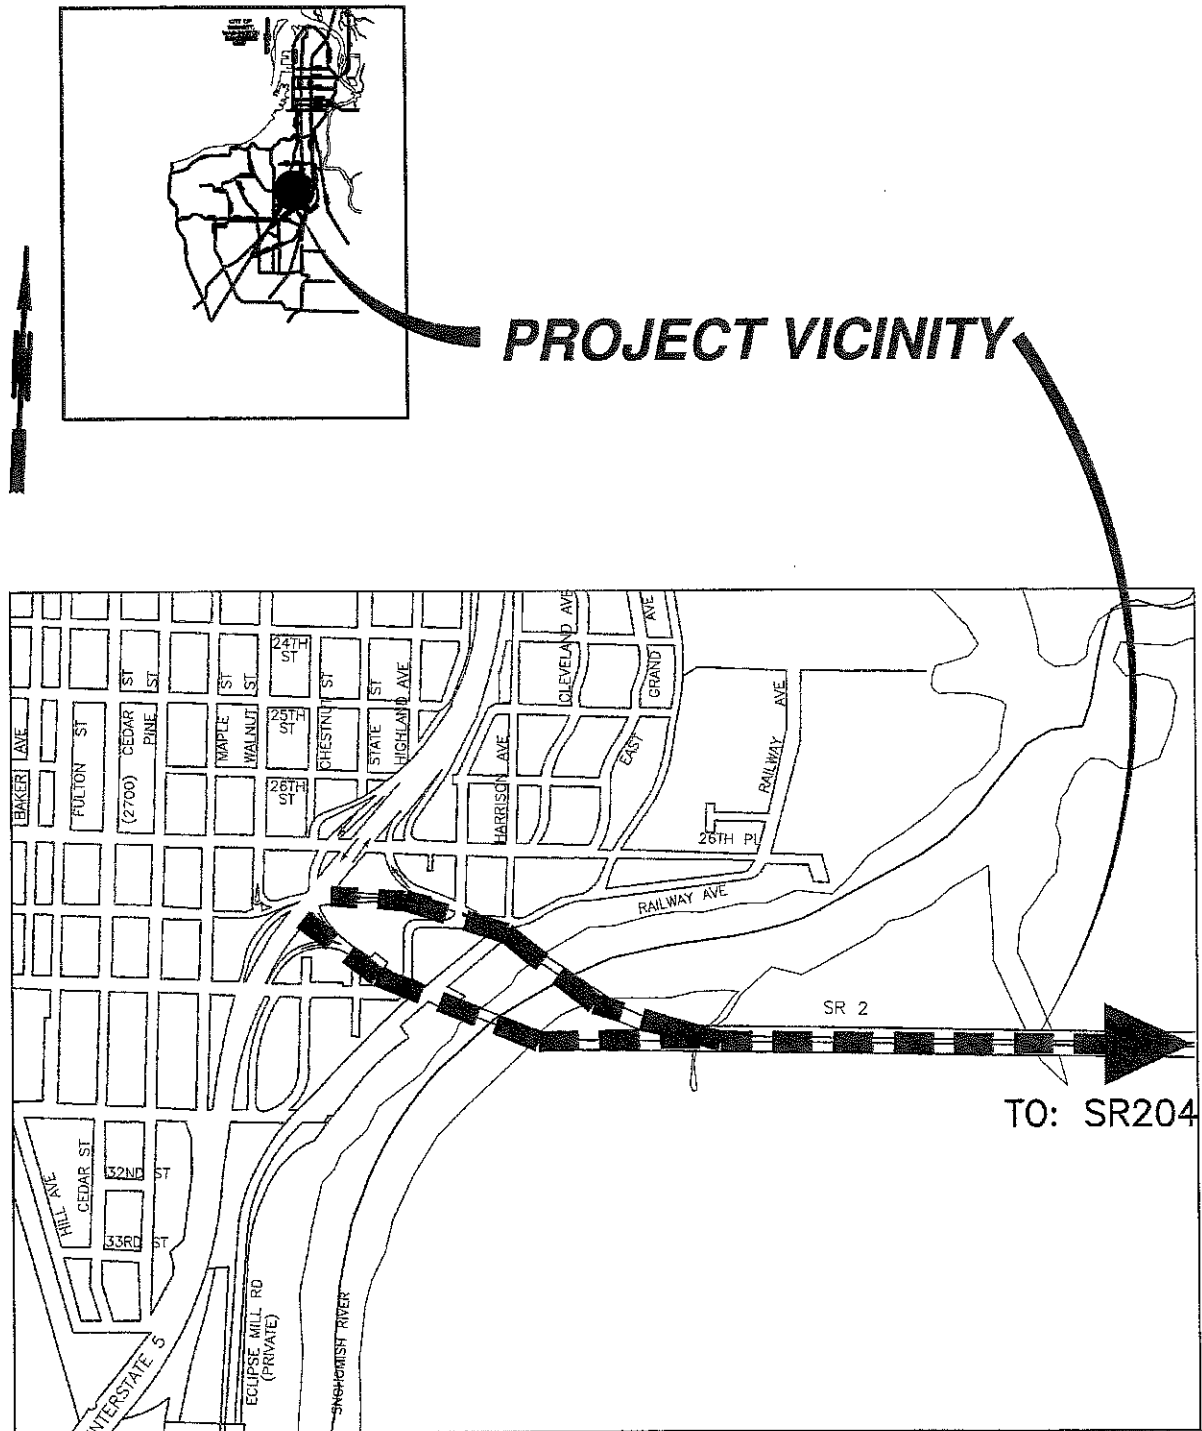 CITY OF
PROJECT VICINITY
24TH
ST
25TH
ST
26TH
ST
BAKER AVE
FULTON ST
(2700) CEDAR ST
PINE ST
MAPLE ST
WALNUT ST
CHESTNUT ST
STATE ST
HIGHLAND AVE
HARRISON AVE
CLEVELAND AVE
EAST GRAND AVE
RAILWAY AVE
26TH PL
RAILWAY AVE
SR 2
TO: SR204
HILL AVE
CEDAR ST
32ND ST
33RD ST
INTERSTATE 5
ECLIPSE MILL RD
(PRIVATE)
SNOHOMISH RIVER